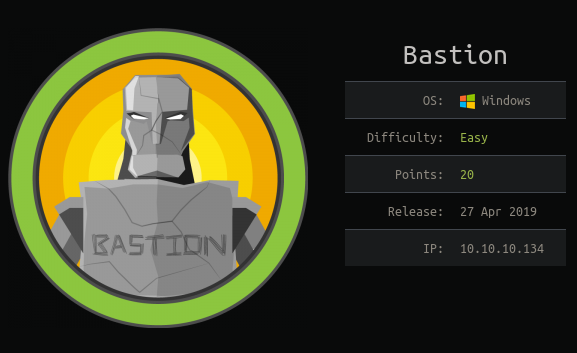 BASTION
Bastion
OS: Windows
Difficulty: Easy
Points: 20
Release: 27 Apr 2019
IP: 10.10.10.134